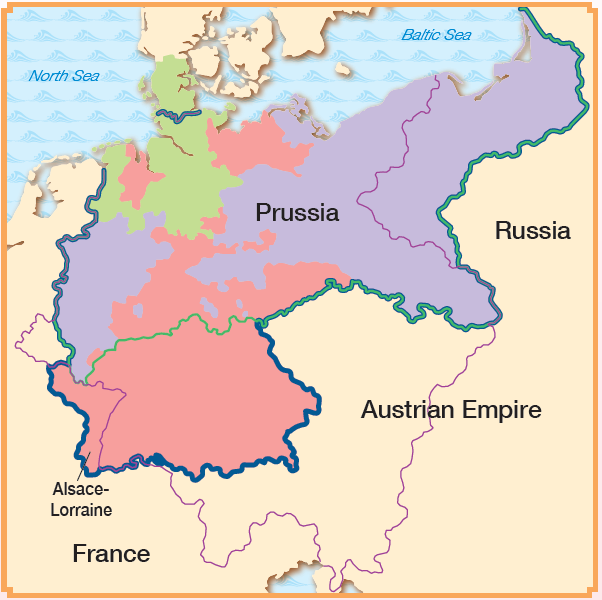 Baltic Sea
North Sea
Prussia
Russia
Austrian Empire
Alsace-
Lorraine
France